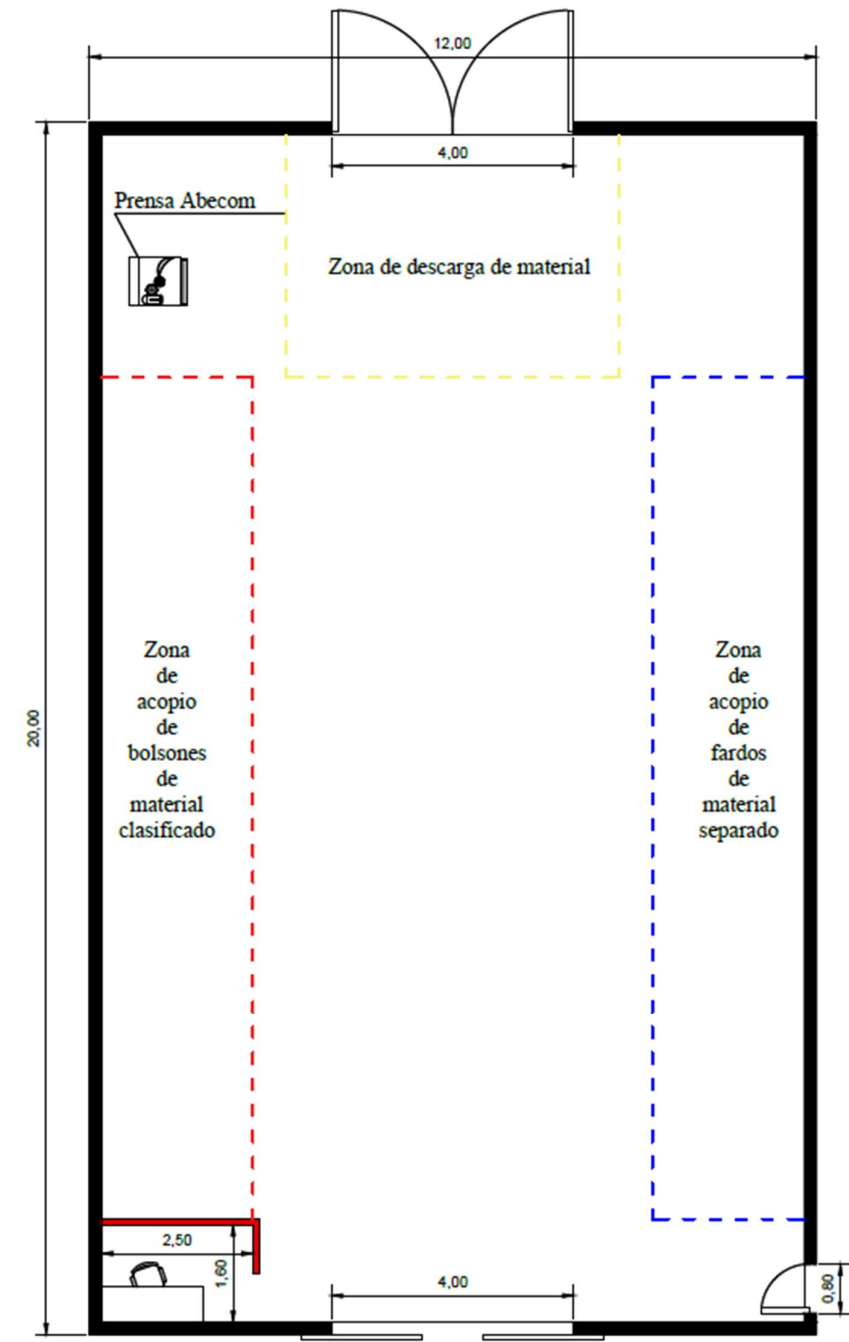 12,00
4,00
Prensa Abecom
Zona de descarga de material
20,00
Zona
de
acopio
de
bolsones
de
material
clasificado
Zona
de
acopio
de
fardos
de
material
separado
2,50
1,60
4,00
0,80